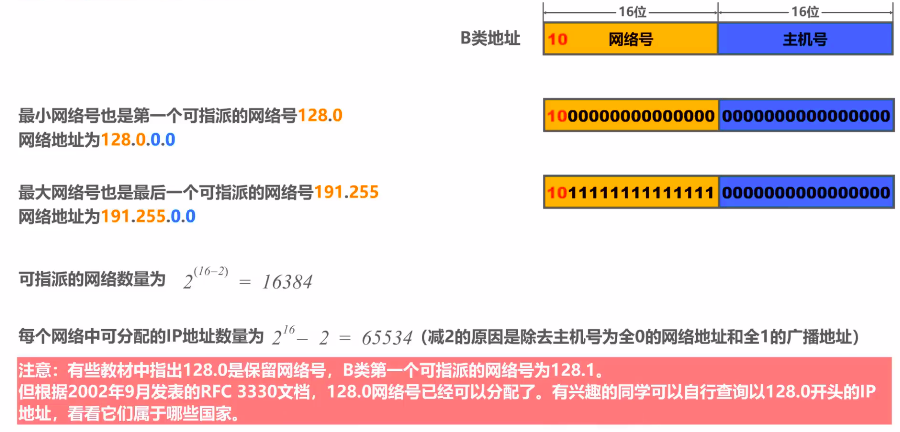 16位 16位
B类地址 10 网络号 主机号
最小网络号也是第一个可指派的网络号128.0
网络地址为128.0.0.0
1000000000000000 0000000000000000
最大网络号也是最后一个可指派的网络号191.255
网络地址为191.255.0.0
1011111111111111 0000000000000000
可指派的网络数量为 2^(16-2) = 16384
每个网络中可分配的IP地址数量为 2^16 - 2 = 65534 (减2的原因是除去主机号为全0的网络地址和全1的广播地址)
注意：有些教材中指出128.0是保留网络号，B类第一个可指派的网络号为128.1。
但根据2002年9月发表的RFC 3330文档，128.0网络号已经可以分配了。有兴趣的同学可以自行查询以128.0开头的IP
地址，看看它们属于哪些国家。